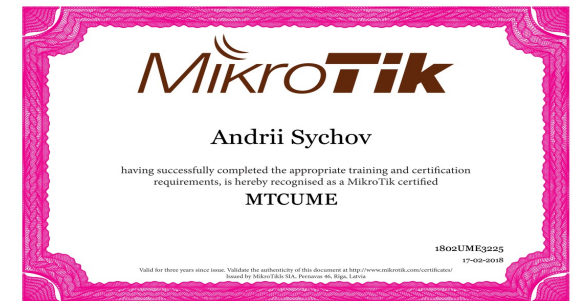 MikroTik
Andrii Sychov
having successfully completed the appropriate training and certification
requirements, is hereby recognised as a MikroTik certified
MTCUME
1802UME3225
17-02-2018
Valid for three years since issue. Validate the authenticity of this document at http://www.mikrotik.com/certificates/
Issued by MikroTikls SIA, Pernavas 46, Riga, Latvia